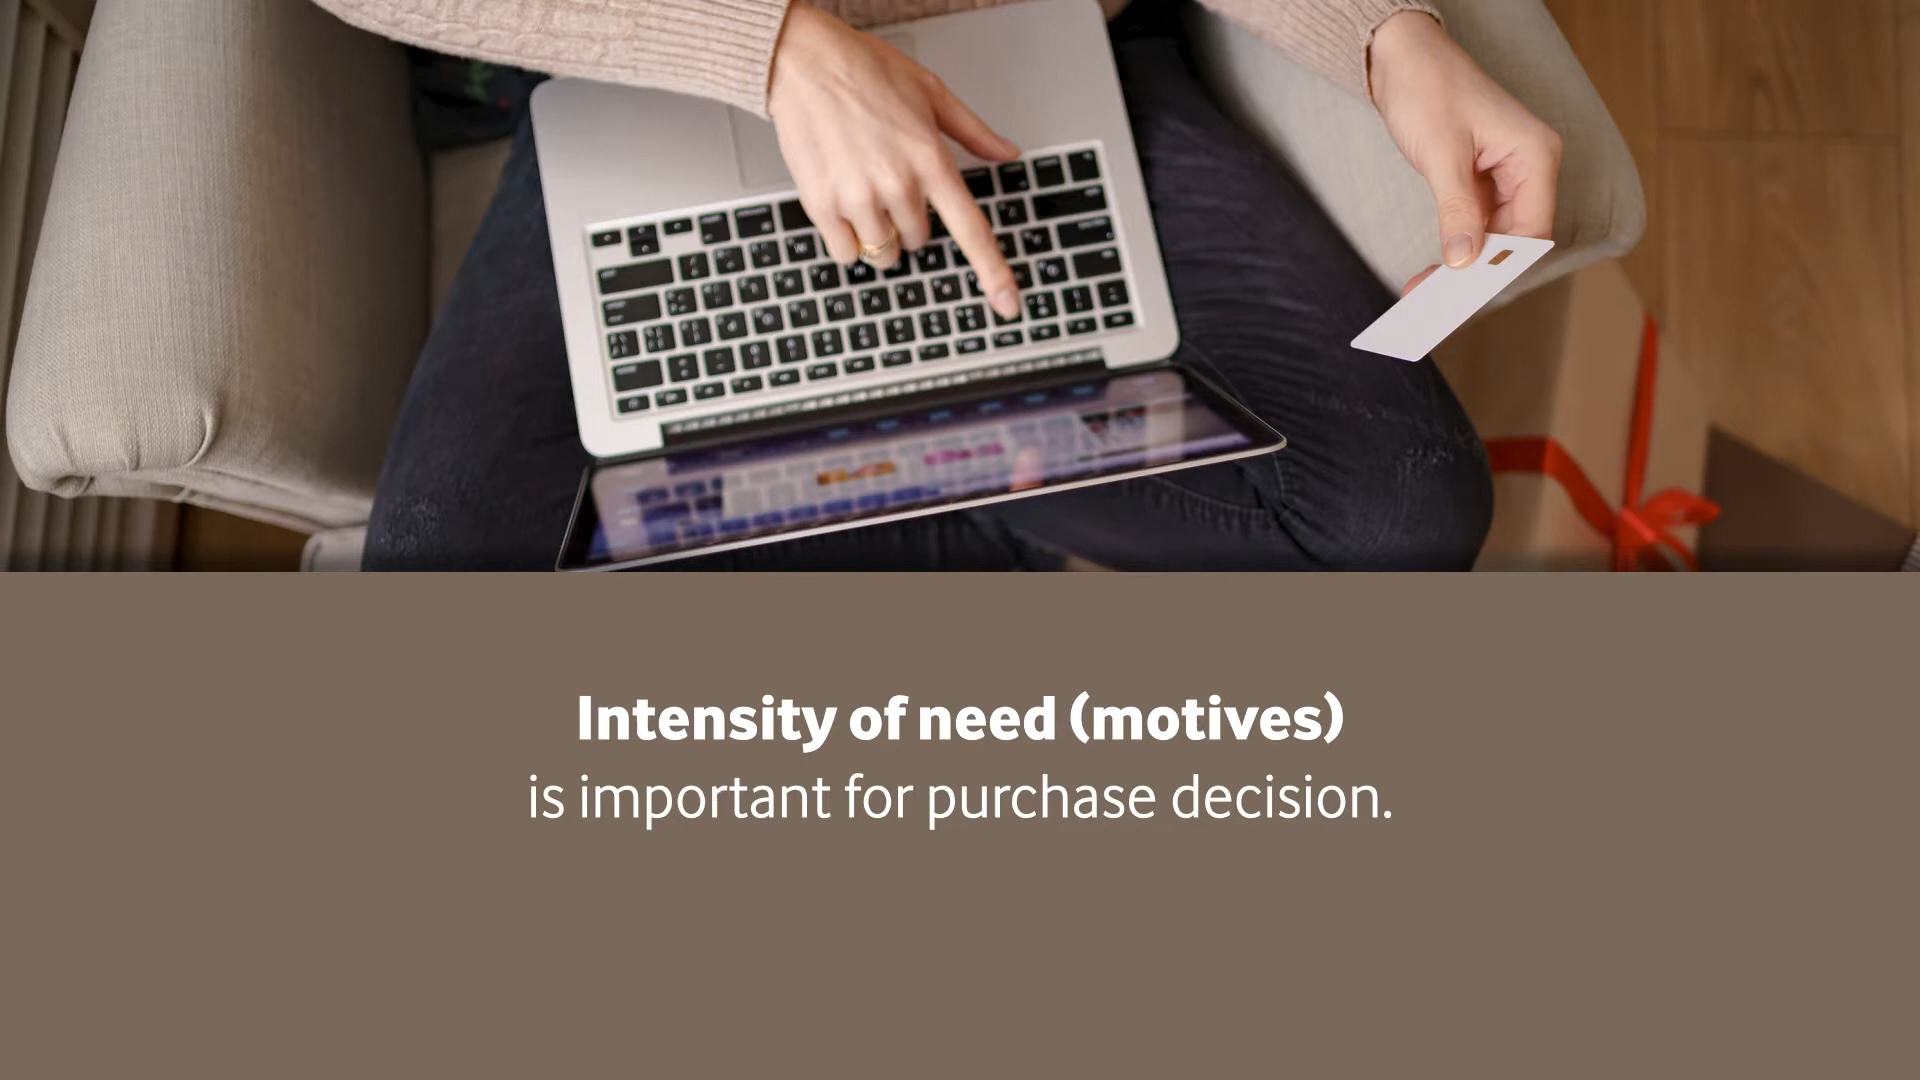 Intensity of need (motives)
is important for purchase decision.